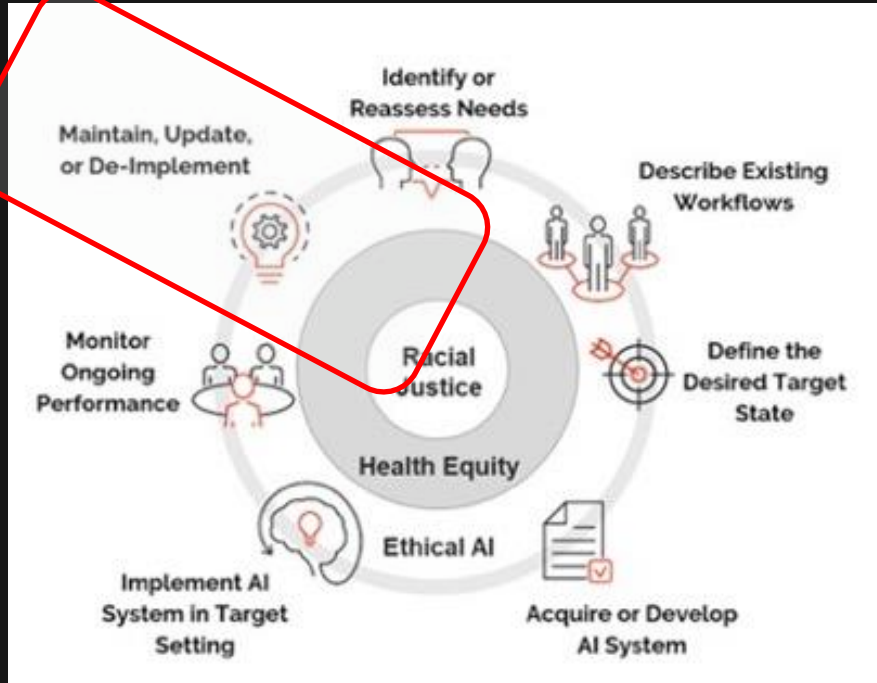 Identify or
Reassess Needs
Describe Existing
Workflows
Define the
Desired Target
State
Acquire or Develop
AI System
Implement AI
System in Target
Setting
Monitor
Ongoing
Performance
Maintain, Update,
or De-Implement
Racial
Justice
Health Equity
Ethical AI